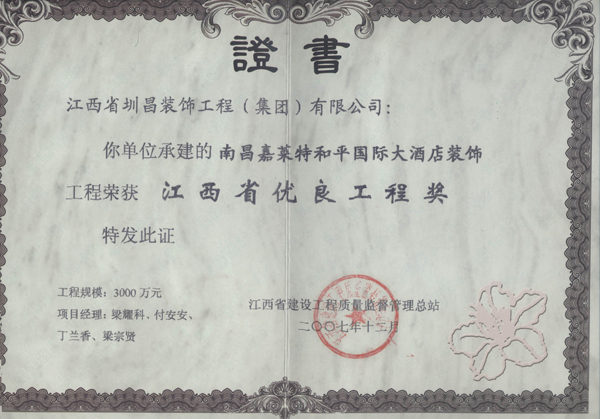 證書
江西省圳昌装饰工程（集团）有限公司：
你单位承建的 南昌嘉莱特和平国际大酒店装饰
工程荣获 江西省优良工程奖
特发此证
工程规模：3000万元
项目经理：梁耀科、付安安、
丁兰香、梁宗贤
江西省建设工程质量监督管理总站
二〇〇七年十二月